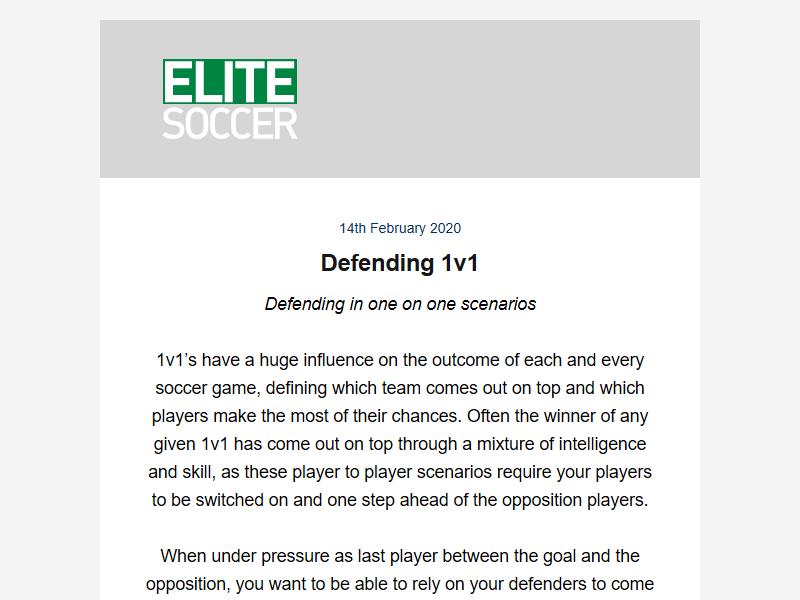 ELITE
SOCCER
14th February 2020
Defending 1v1
Defending in one on one scenarios
1v1’s have a huge influence on the outcome of each and every
soccer game, defining which team comes out on top and which
players make the most of their chances. Often the winner of any
given 1v1 has come out on top through a mixture of intelligence
and skill, as these player to player scenarios require your players
to be switched on and one step ahead of the opposition players.
When under pressure as last player between the goal and the
opposition, you want to be able to rely on your defenders to come